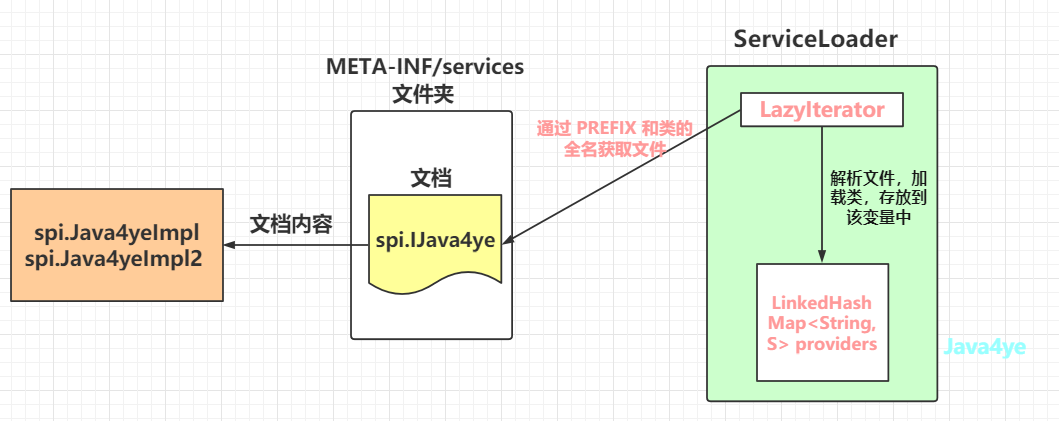 ServiceLoader
META-INF/services
文件夹
LazyIterator
通过 PREFIX 和类的
全名获取文件
文档
解析文件，加
载类，存放到
该变量中
文档内容
spi.IJava4ye
spi.Java4yeImpl
spi.Java4yeImpl2
LinkedHash
Map<String,
S> providers
Java4ye